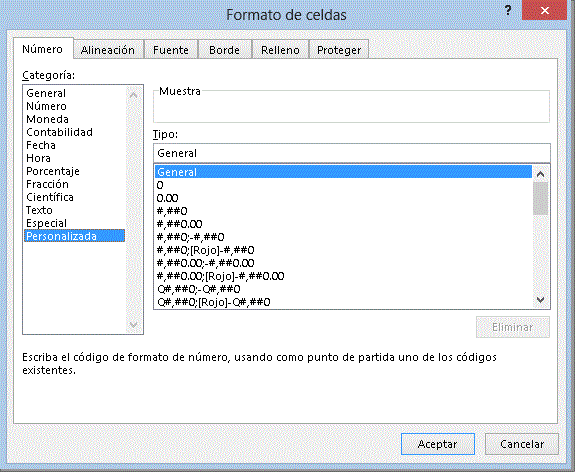 Formato de celdas
?
Número Alineación Fuente Borde Relleno Proteger
Categoría:
General
Número
Moneda
Contabilidad
Fecha
Hora
Porcentaje
Fracción
Científica
Texto
Especial
Personalizada
Muestra
Tipo:
General
General
0
0.00
#,##0
#,##0.00
#,##0;-#,##0
#,##0;[Rojo]-#,##0
#,##0.00;-#,##0.00
#,##0.00;[Rojo]-#,##0.00
Q#,##0;-Q#,##0
Q#,##0;[Rojo]-Q#,##0
Eliminar
Escriba el código de formato de número, usando como punto de partida uno de los códigos
existentes.
Aceptar Cancelar